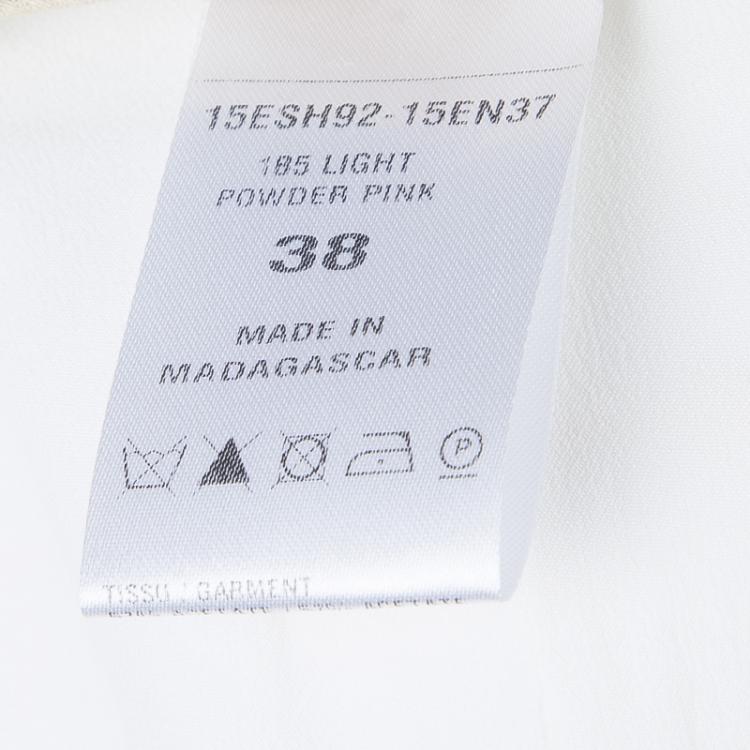 15ESH92-15EN37
185 LIGHT
POWDER PINK
38
MADE IN
MADAGASCAR
P
TISSU / GARMENT